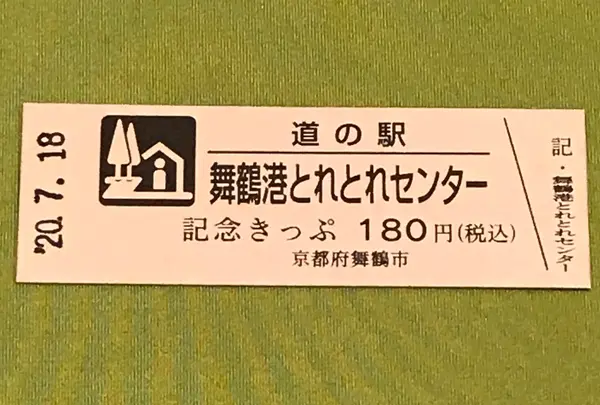 '20.7.18
道の駅
舞鶴港とれとれセンター
記念きっぷ 180円(税込)
京都府舞鶴市
記・舞鶴港とれとれセンター